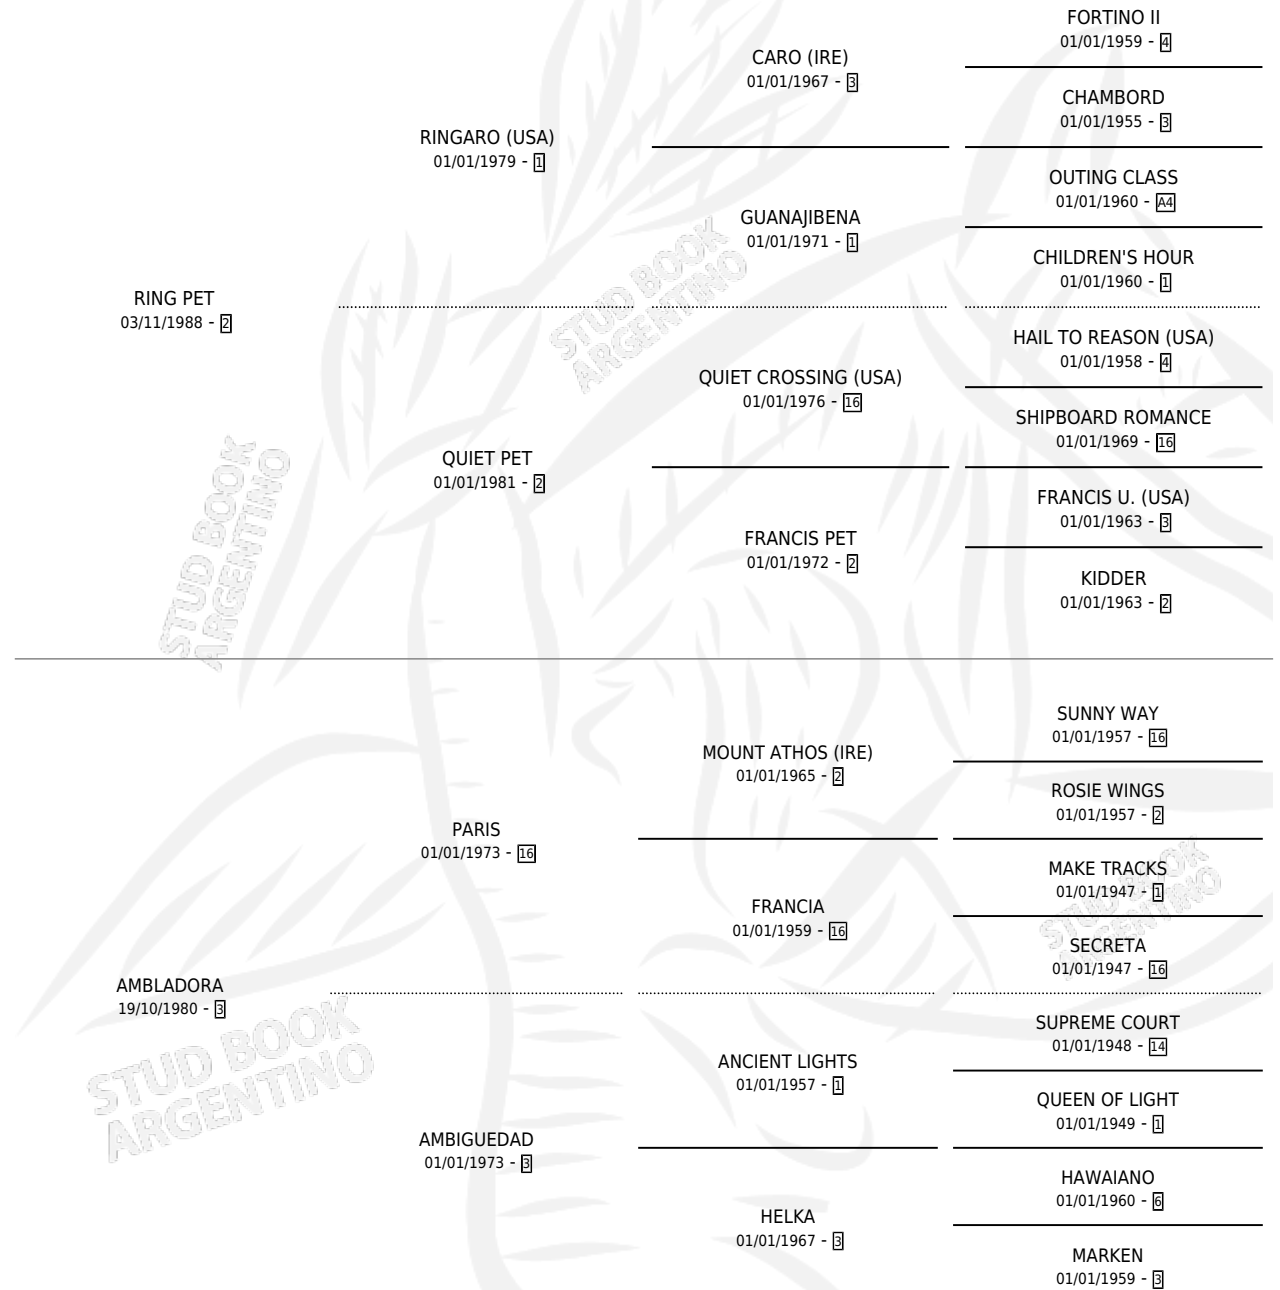 FORTINO II
01/01/1959 - 4
CARO (IRE)
01/01/1967 - 3
CHAMBORD
01/01/1955 - 3
RINGARO (USA)
01/01/1979 - 1
OUTING CLASS
01/01/1960 - A4
GUANAJIBENA
01/01/1971 - 1
CHILDREN'S HOUR
01/01/1960 - 1
RING PET
03/11/1988 - 2
HAIL TO REASON (USA)
01/01/1958 - 4
QUIET CROSSING (USA)
01/01/1976 - 16
SHIPBOARD ROMANCE
01/01/1969 - 16
QUIET PET
01/01/1981 - 2
FRANCIS U. (USA)
01/01/1963 - 3
FRANCIS PET
01/01/1972 - 2
KIDDER
01/01/1963 - 2
STUD BOOK
ARGENTINO
STUD BOOK
ARGENTINO
SUNNY WAY
01/01/1957 - 16
MOUNT ATHOS (IRE)
01/01/1965 - 2
ROSIE WINGS
01/01/1957 - 2
PARIS
01/01/1973 - 16
MAKE TRACKS
01/01/1947 - 1
FRANCIA
01/01/1959 - 16
SECRETA
01/01/1947 - 16
STUD BOOK
ARGENTINO
AMBLADORA
19/10/1980 - 3
SUPREME COURT
01/01/1948 - 14
ANCIENT LIGHTS
01/01/1957 - 1
QUEEN OF LIGHT
01/01/1949 - 1
STUD BOOK
ARGENTINO
AMBIGUEDAD
01/01/1973 - 3
HAWAIANO
01/01/1960 - 6
HELKA
01/01/1967 - 3
MARKEN
01/01/1959 - 3